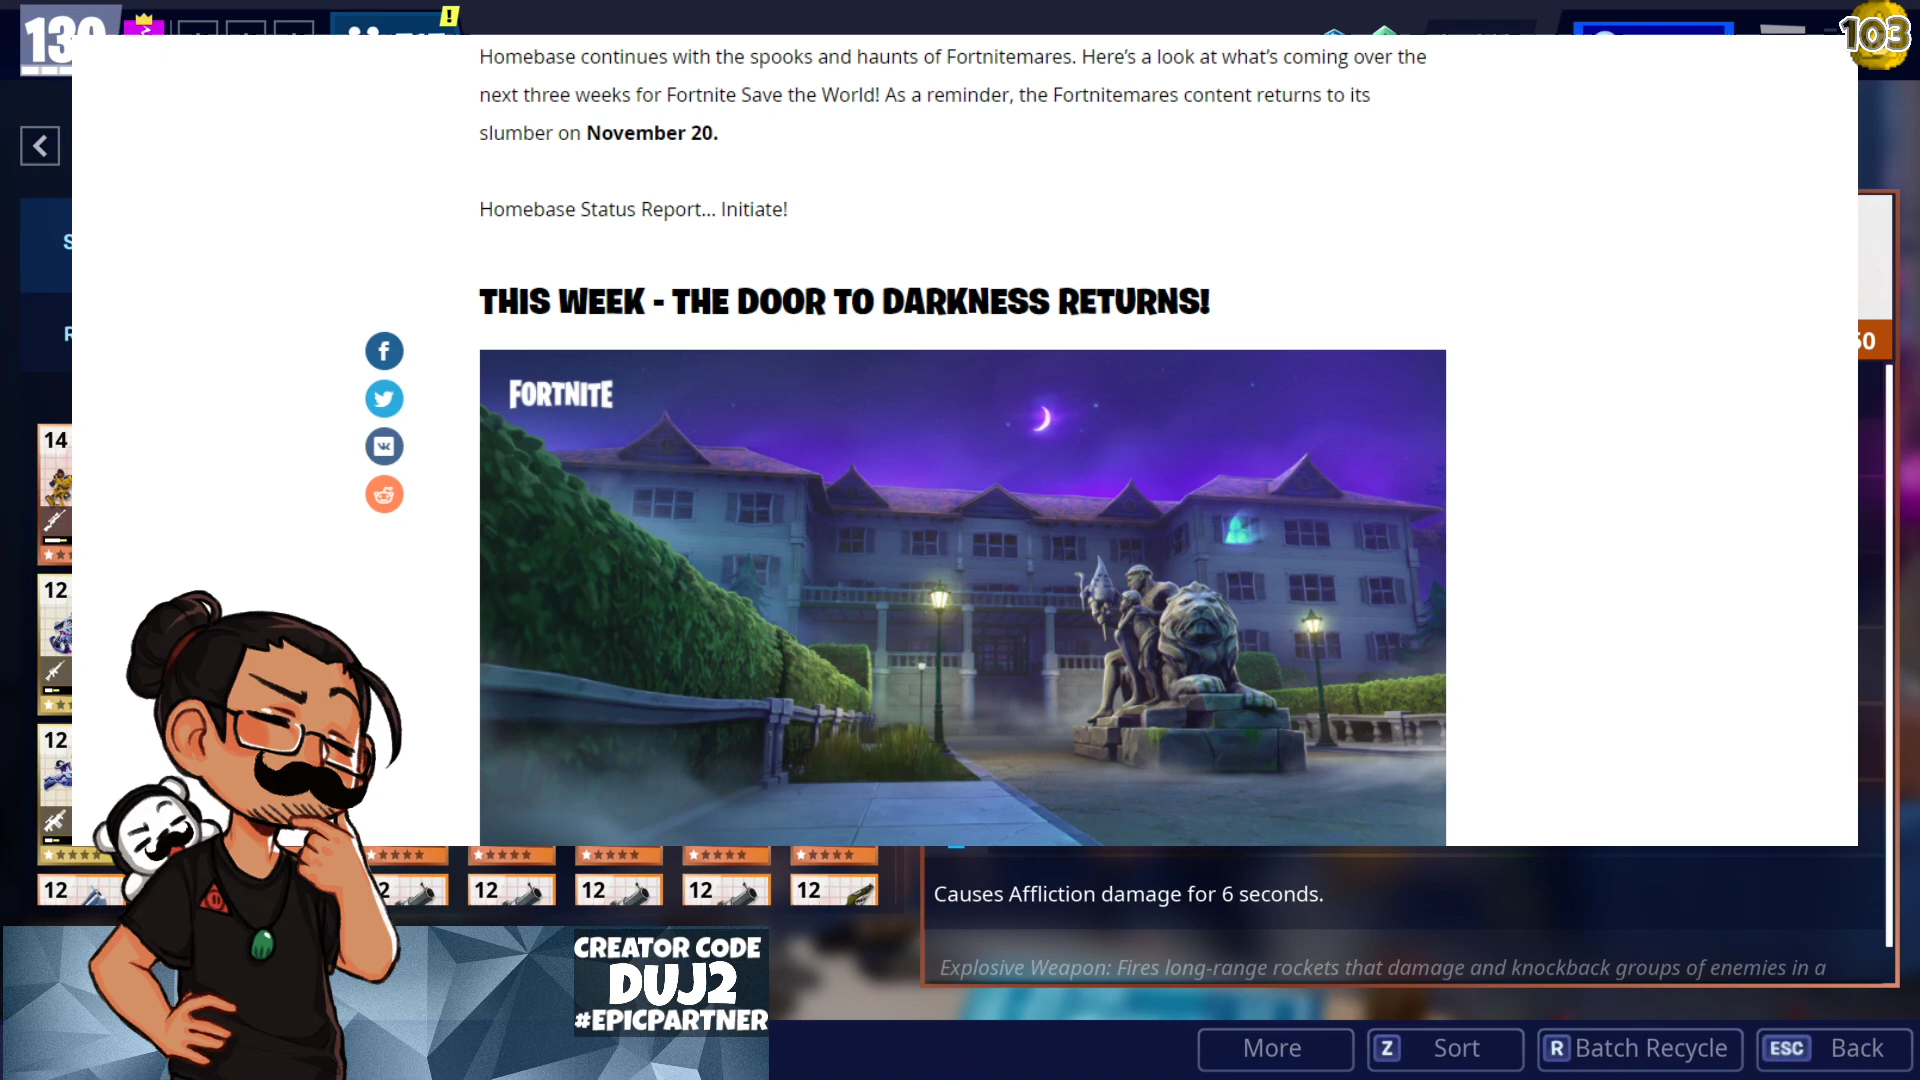 130
!
103
Homebase continues with the spooks and haunts of Fortnitemares. Here's a look at what's coming over the
next three weeks for Fortnite Save the World! As a reminder, the Fortnitemares content returns to its
slumber on November 20.
Homebase Status Report... Initiate!
THIS WEEK - THE DOOR TO DARKNESS RETURNS!
FORTNITE
14
12
12
12
12
12
12
12
Causes Affliction damage for 6 seconds.
Explosive Weapon: Fires long-range rockets that damage and knockback groups of enemies in a
CREATOR CODE
DUJ2
#EPICPARTNER
More
Z Sort
R Batch Recycle
ESC Back